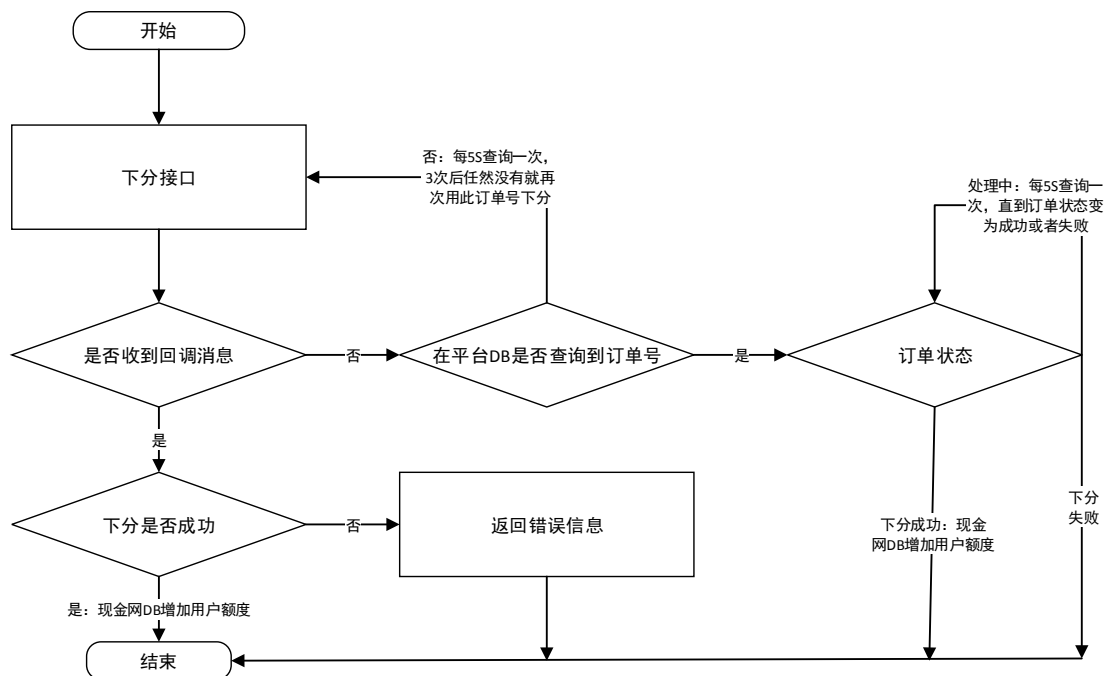 开始
下分接口
否：每5S查询一次，
3次后任然没有就再
次用此订单号下分
处理中：每5S查询一
次，直到订单状态变
为成功或者失败
是否收到回调消息
否
在平台DB是否查询到订单号
是
订单状态
是
下分是否成功
否
返回错误信息
下分成功：现金
网DB增加用户额度
下分
失败
是：现金网DB增加用户额度
结束